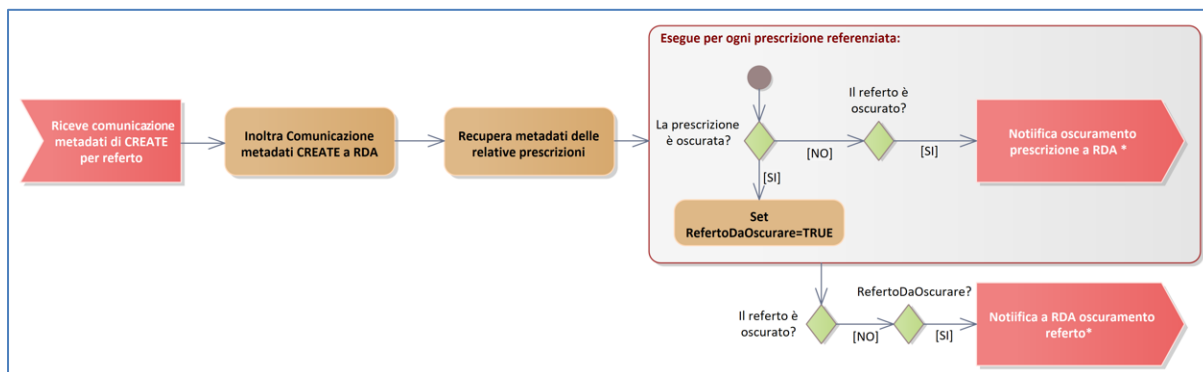 Esegue per ogni prescrizione referenziata:
Riceve comunicazione
metadati di CREATE
per referto
Inoltra Comunicazione
metadati CREATE a RDA
Recupera metadati delle
relative prescrizioni
La prescrizione
è oscurata?
[NO]
[SI]
Il referto è
oscurato?
[SI]
Notiifica oscuramento
prescrizione a RDA *
Set
RefertoDaOscurare=TRUE
Il referto è
oscurato?
[NO]
RefertoDaOscurare?
[SI]
Notiifica a RDA oscuramento
referto*